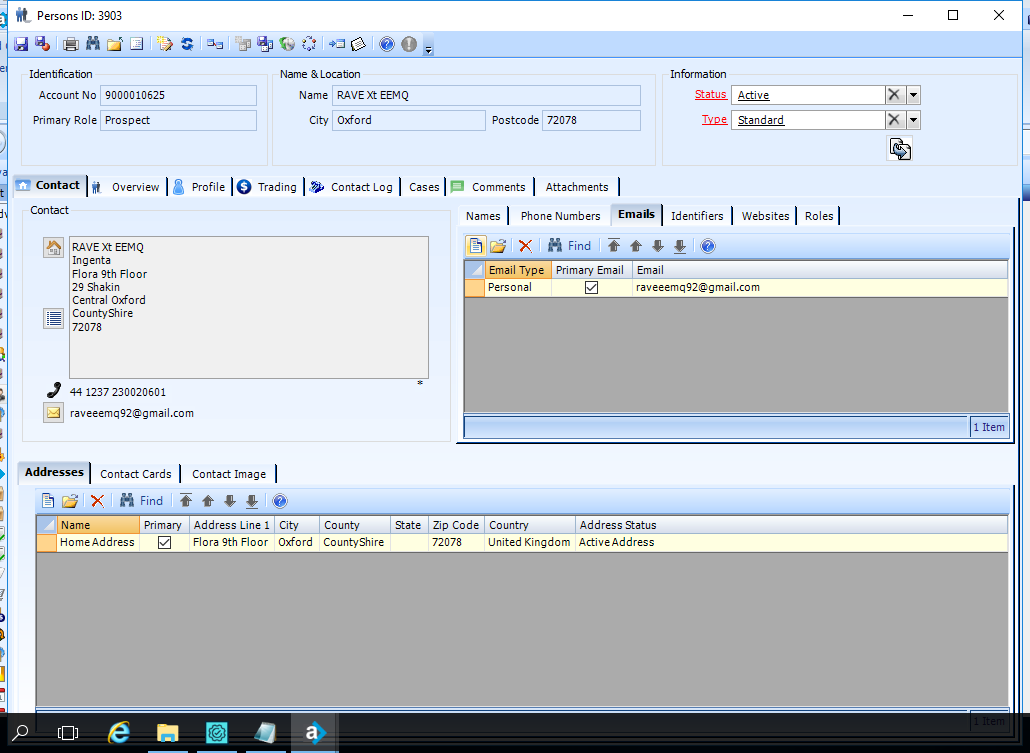 Persons ID: 3903
Identification
Account No 9000010625
Primary Role Prospect
Name & Location
Name RAVE Xt EEMQ
City Oxford Postcode 72078
Information
Status Active
Type Standard
Contact Overview Profile Trading Contact Log Cases Comments Attachments
Contact
RAVE Xt EEMQ
Ingenta
Flora 9th Floor
29 Shakin
Central Oxford
CountyShire
72078
*
44 1237 230020601
raveeemq92@gmail.com
Names Phone Numbers Emails Identifiers Websites Roles
Find
Email Type Primary Email Email
Personal raveeemq92@gmail.com
1 Item
Addresses Contact Cards Contact Image
Find
Name Primary Address Line 1 City County State Zip Code Country Address Status
Home Address Flora 9th Floor Oxford CountyShire 72078 United Kingdom Active Address
1 Item